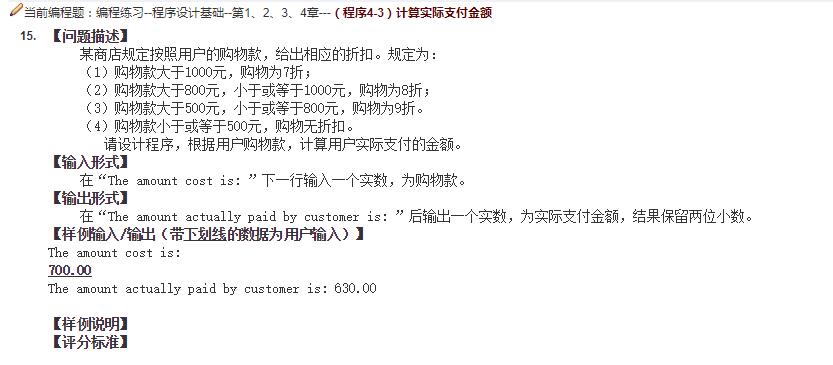 当前编程题：编程练习--程序设计基础--第1、2、3、4章---（程序4-3）计算实际支付金额
15. 【问题描述】
某商店规定按照用户的购物款，给出相应的折扣。规定为：
（1）购物款大于1000元，购物为7折；
（2）购物款大于800元，小于或等于1000元，购物为8折；
（3）购物款大于500元，小于或等于800元，购物为9折。
（4）购物款小于或等于500元，购物无折扣。
请设计程序，根据用户购物款，计算用户实际支付的金额。
【输入形式】
在“The amount cost is: ”下一行输入一个实数，为购物款。
【输出形式】
在“The amount actually paid by customer is: ”后输出一个实数，为实际支付金额，结果保留两位小数。
【样例输入/输出（带下划线的数据为用户输入）】
The amount cost is:
700.00
The amount actually paid by customer is: 630.00
【样例说明】
【评分标准】